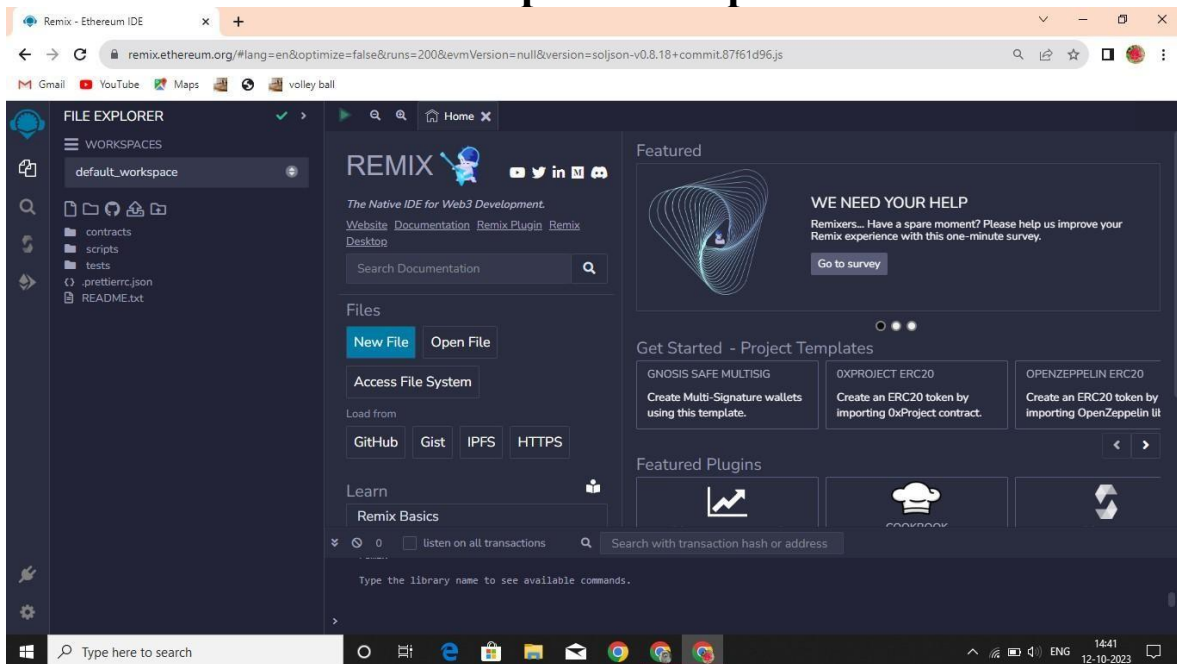 Remix - Ethereum IDE
remix.ethereum.org/#lang=en&optimize=false&runs=200&evmVersion=null&version=soljson-v0.8.18+commit.87f61d96.js
Gmail YouTube Maps volley ball
FILE EXPLORER
WORKSPACES
default_workspace
contracts
scripts
tests
.prettierrc.json
README.txt
Home
REMIX
The Native IDE for Web3 Development.
Website Documentation Remix Plugin Remix
Desktop
Search Documentation
Files
New File Open File
Access File System
Load from
GitHub Gist IPFS HTTPS
Learn
Remix Basics
Featured
WE NEED YOUR HELP
Remixers... Have a spare moment? Please help us improve your
Remix experience with this one-minute survey.
Go to survey
Get Started - Project Templates
GNOSIS SAFE MULTISIG
Create Multi-Signature wallets
using this template.
0XPROJECT ERC20
Create an ERC20 token by
importing 0xProject contract.
OPENZEPPELIN ERC20
Create an ERC20 token by
importing OpenZeppelin lib
Featured Plugins
COOKBOOK
0 listen on all transactions Search with transaction hash or address
Type the library name to see available commands.
>
Type here to search
ENG
14:41
12-10-2023